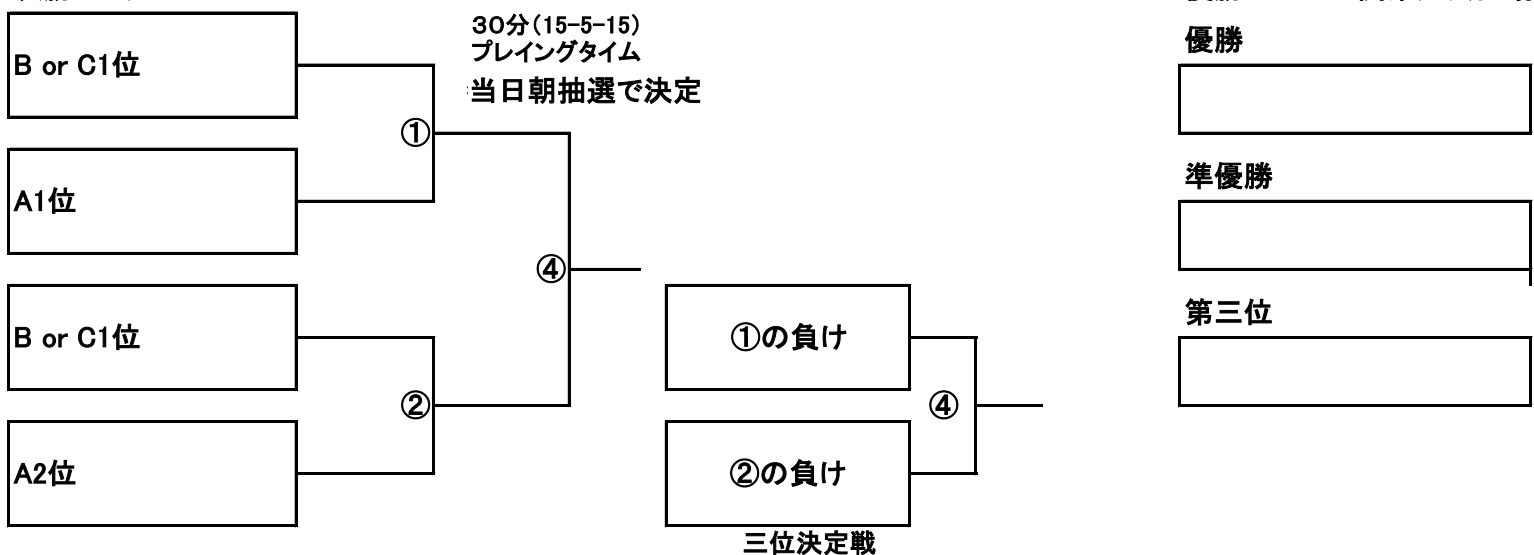 30分(15-5-15)
プレイングタイム
当日朝抽選で決定
B or C1位
①
A1位
④
B or C1位
②
A2位
①の負け
④
②の負け
三位決定戦
優勝
準優勝
第三位